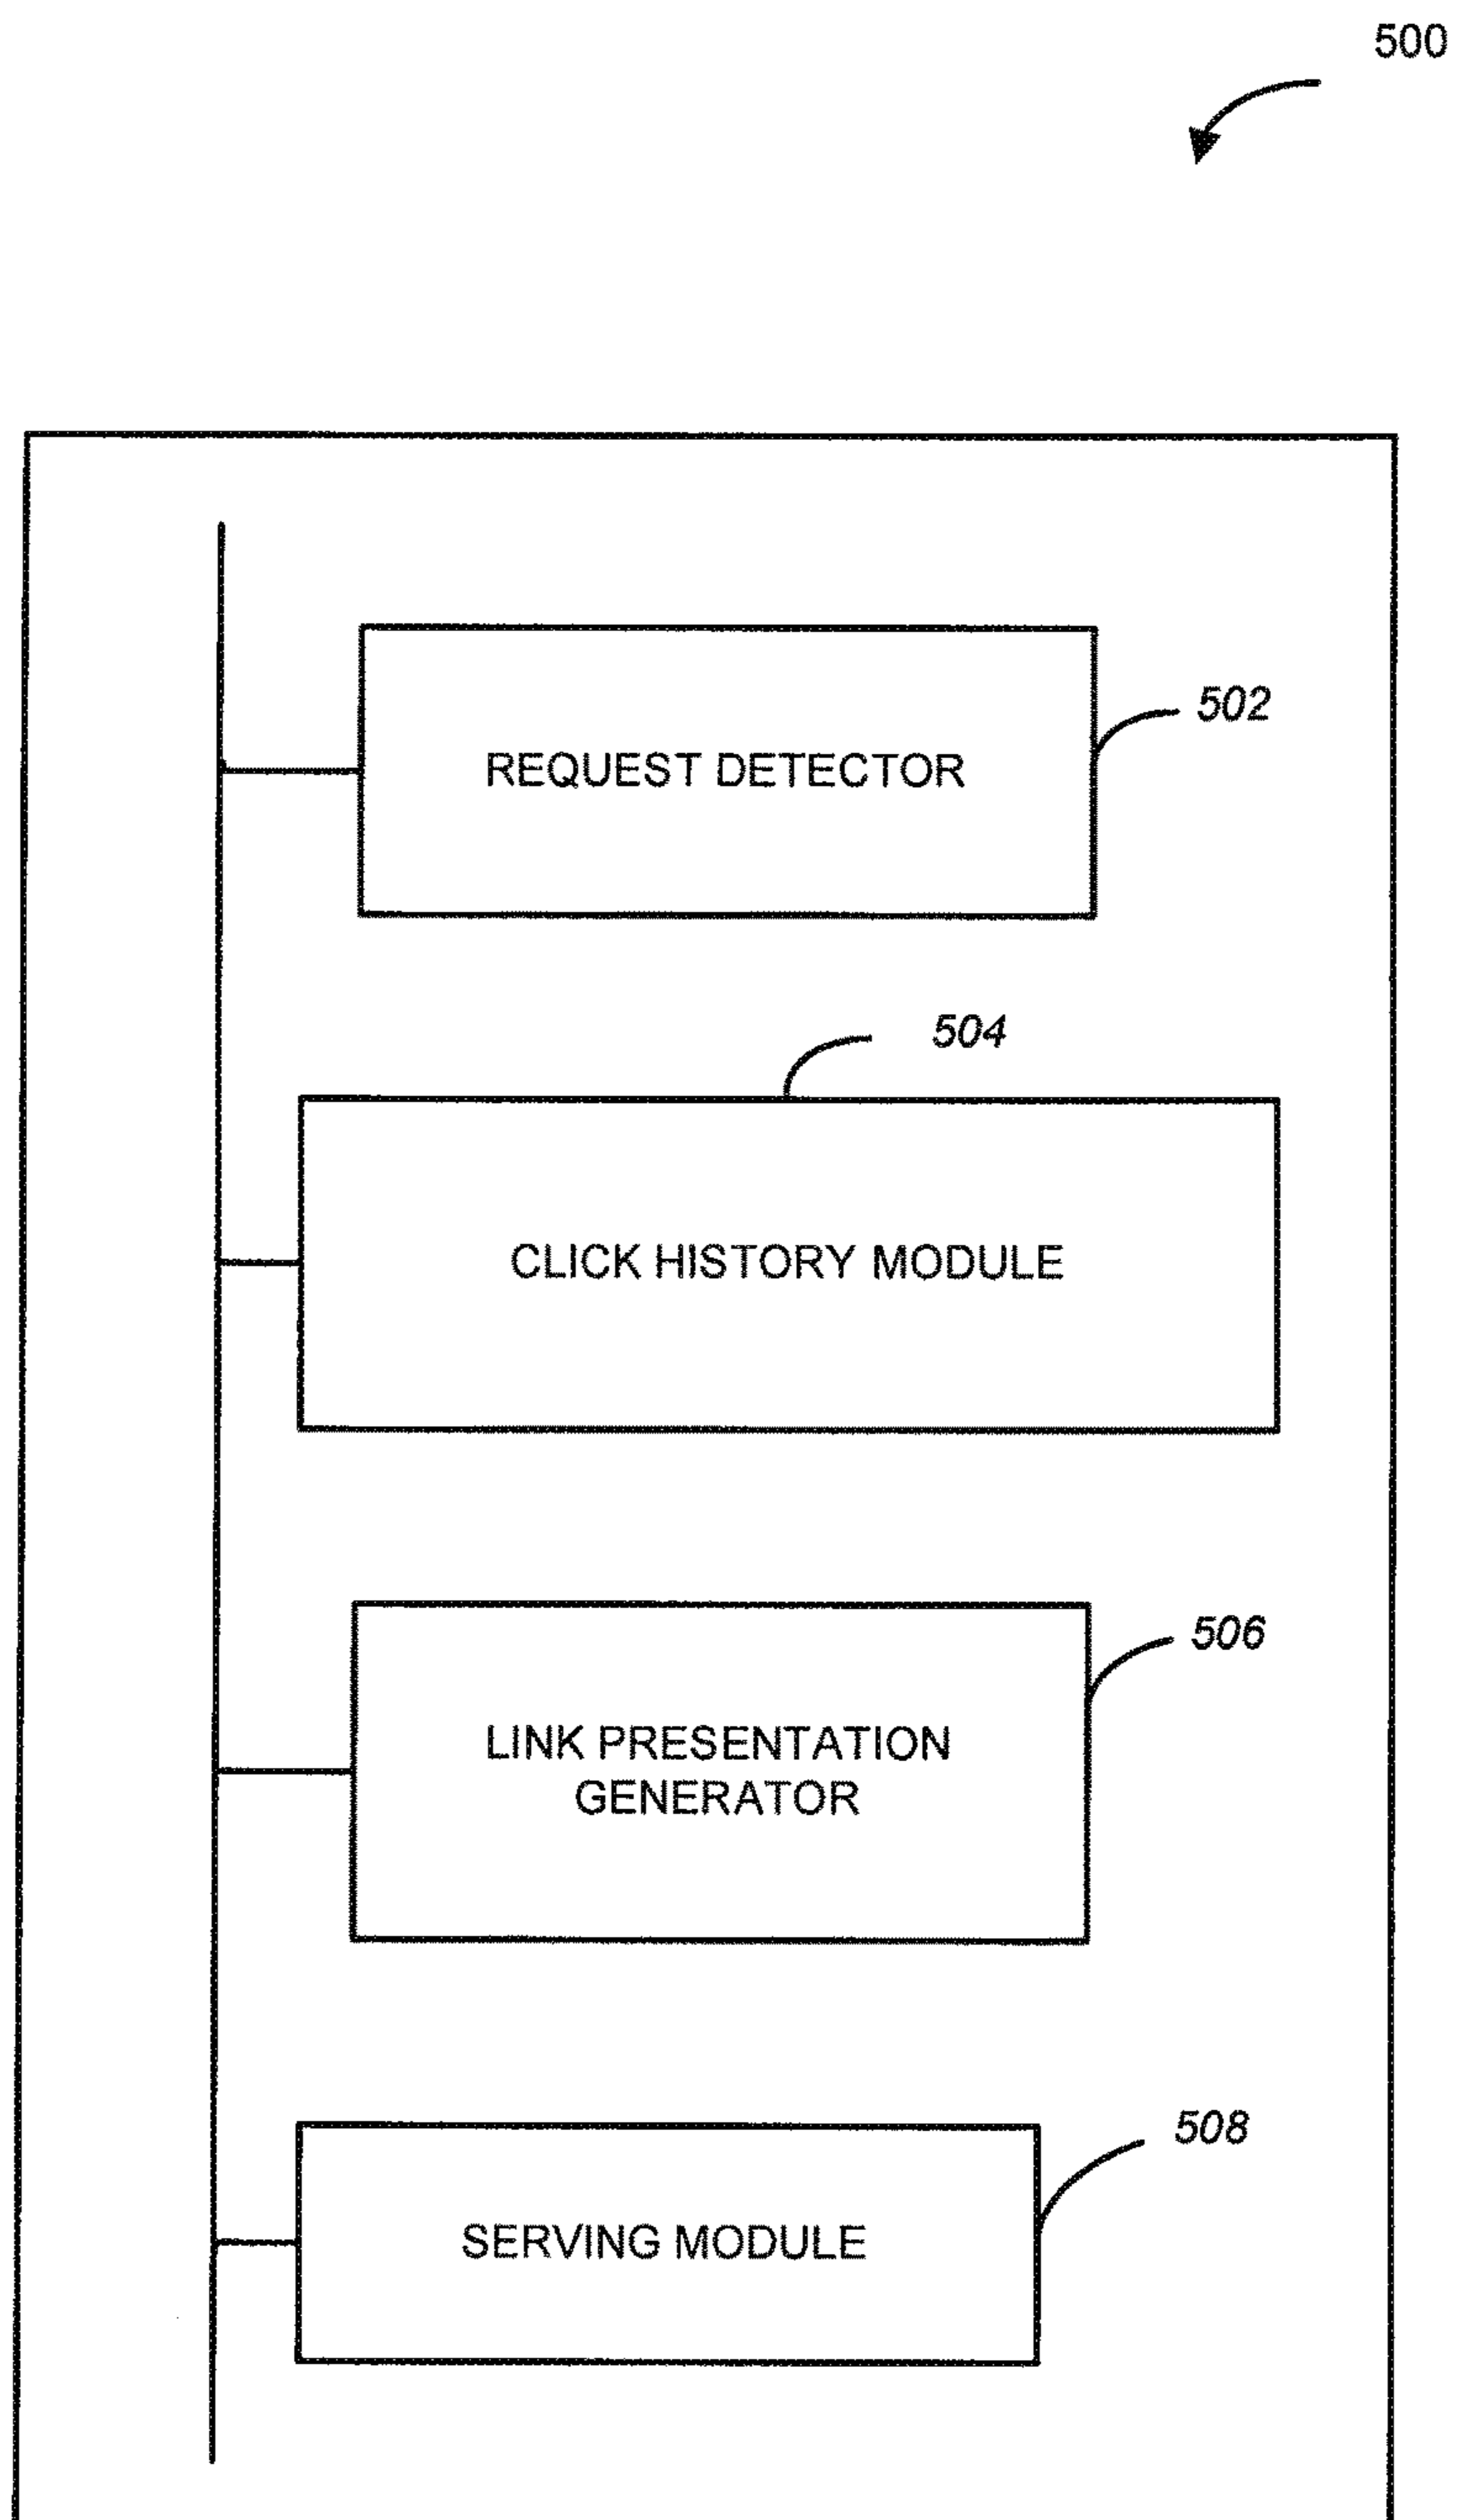 500
REQUEST DETECTOR
502
504
CLICK HISTORY MODULE
506
LINK PRESENTATION
GENERATOR
508
SERVING MODULE